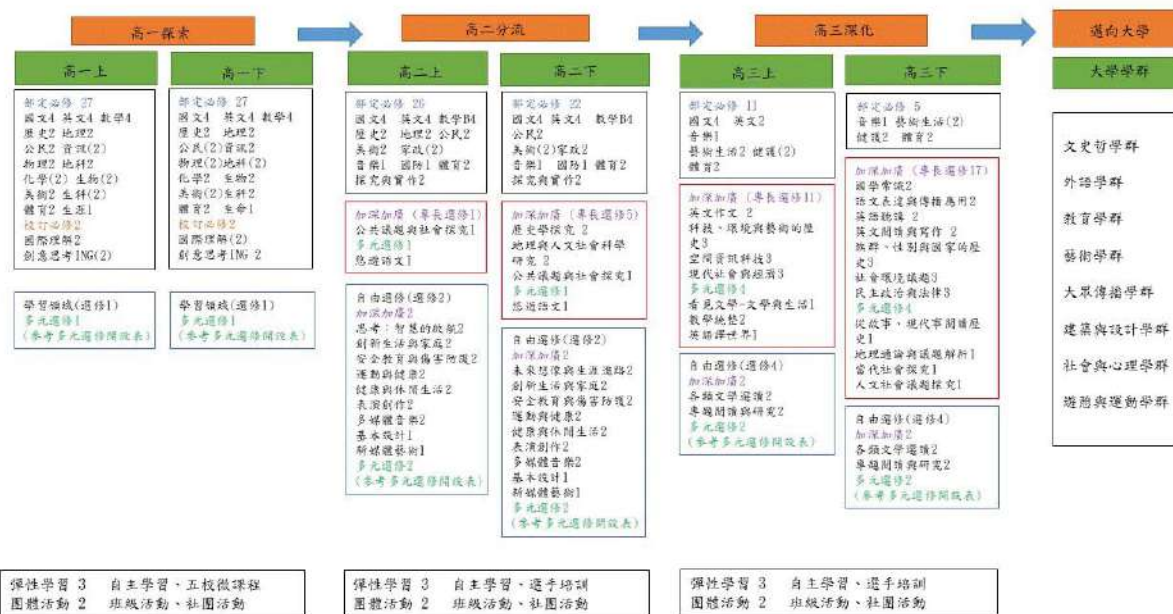 高一探索
高二分流
高三深化
邁向大學
高一上
高一下
高二上
高二下
高三上
高三下
大學學群
部定必修 27
國文4 英文4 數學4
歷史2 地理2
公民2 資訊(2)
物理2 地科2
化學(2) 生物(2)
美術2 生科(2)
體育2 生涯1
校訂必修2
國際理解2
創意思考ING(2)
學習領域(選修1)
多元選修1
(參考多元選修開設表)
部定必修 27
國文4 英文4 數學4
歷史2 地理2
公民(2)資訊2
物理(2)地科(2)
化學2 生物2
美術(2)生科2
體育2 生命1
校訂必修2
國際理解(2)
創意思考ING 2
學習領域(選修1)
多元選修1
(參考多元選修開設表)
部定必修 26
國文4 英文4 數學B4
歷史2 地理2 公民2
美術2 家政(2)
音樂1 國防1 體育2
探究與實作2
加深加廣 (專長選修1)
公共議題與社會探究1
多元選修1
悠遊語文1
自由選修(選修2)
加深加廣2
思考：智慧的啟航2
創新生活與家庭2
安全教育與傷害防護2
運動與健康2
健康與休閒生活2
表演創作2
多媒體音樂2
基本設計1
新媒體藝術1
多元選修2
(參考多元選修開設表)
部定必修 22
國文4 英文4 數學B4
公民2
美術(2)家政2
音樂1 國防1 體育2
探究與實作2
加深加廣 (專長選修5)
歷史學探究 2
地理與人文社會科學
研究 2
公共議題與社會探究1
多元選修1
悠遊語文1
自由選修(選修2)
加深加廣2
未來想像與生涯進路2
創新生活與家庭2
安全教育與傷害防護2
運動與健康2
健康與休閒生活2
表演創作2
多媒體音樂2
基本設計1
新媒體藝術1
多元選修2
(參考多元選修開設表)
部定必修 11
國文4 英文2
音樂1
藝術生活2 健護(2)
體育2
加深加廣 (專長選修11)
英文作文 2
科技、環境與藝術的歷
史3
空間資訊科技3
現代社會與經濟3
多元選修4
看見文學-文學與生活1
數學統整2
英語譯世界1
自由選修(選修4)
加深加廣2
各類文學選讀2
專題閱讀與研究2
多元選修2
(參考多元選修開設表)
部定必修 5
音樂1 藝術生活(2)
健護2 體育2
加深加廣 (專長選修17)
國學常識2
語文表達與傳播應用2
英語聽講 2
英文閱讀與寫作 2
族群、性別與國家的歷
史3
社會環境議題3
民主政治與法律3
多元選修4
從故事、現代事閱讀歷
史1
地理通論與議題解析1
當代社會探究1
人文社會議題探究1
自由選修(選修4)
加深加廣2
各類文學選讀2
專題閱讀與研究2
多元選修2
(參考多元選修開設表)
文史哲學群
外語學群
教育學群
藝術學群
大眾傳播學群
建築與設計學群
社會與心理學群
遊憩與運動學群
彈性學習 3 自主學習、五校微課程
團體活動 2 班級活動、社團活動
彈性學習 3 自主學習、選手培訓
團體活動 2 班級活動、社團活動
彈性學習 3 自主學習、選手培訓
團體活動 2 班級活動、社團活動